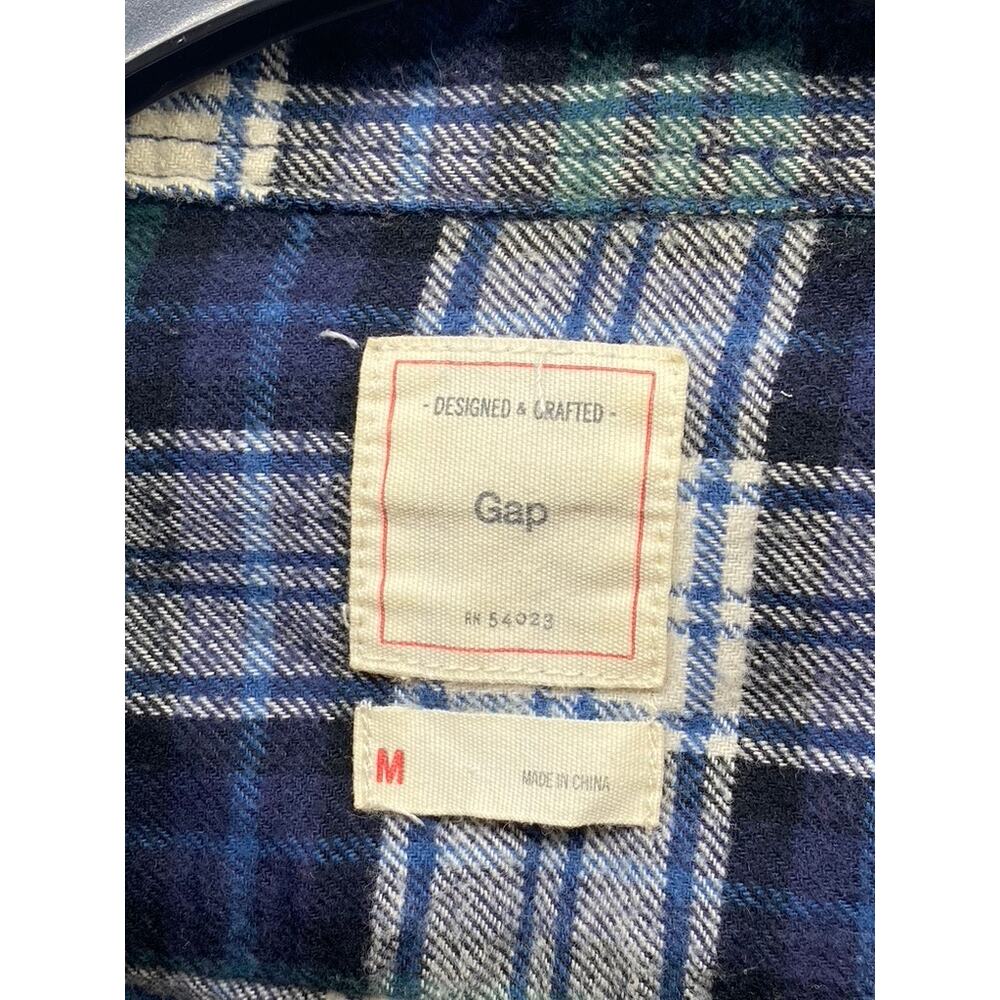 - DESIGNED & CRAFTED -
Gap
RN 54023
M
MADE IN CHINA